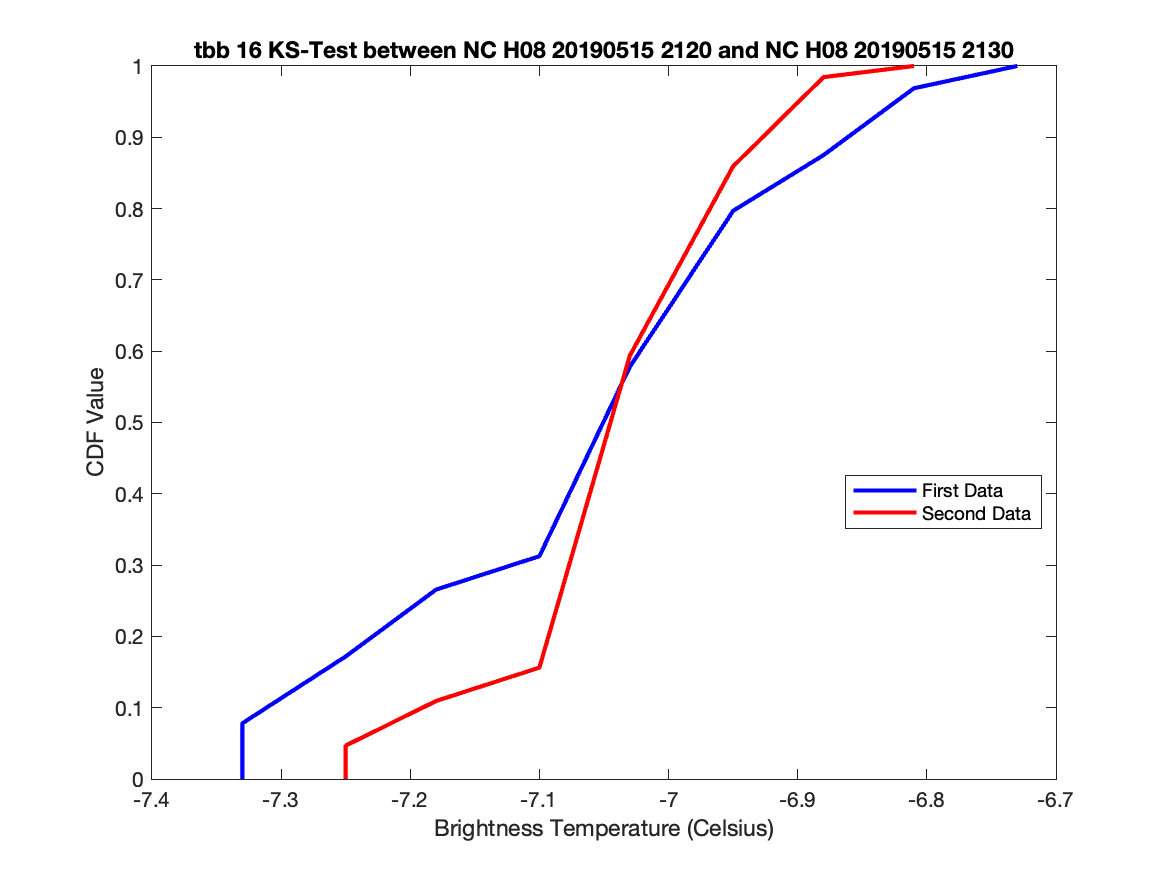 tbb 16 KS-Test between NC H08 20190515 2120 and NC H08 20190515 2130
1
0.9
0.8
0.7
0.6
0.5
0.4
0.3
0.2
0.1
0
CDF Value
First Data
Second Data
-7.4 -7.3 -7.2 -7.1 -7 -6.9 -6.8 -6.7
Brightness Temperature (Celsius)